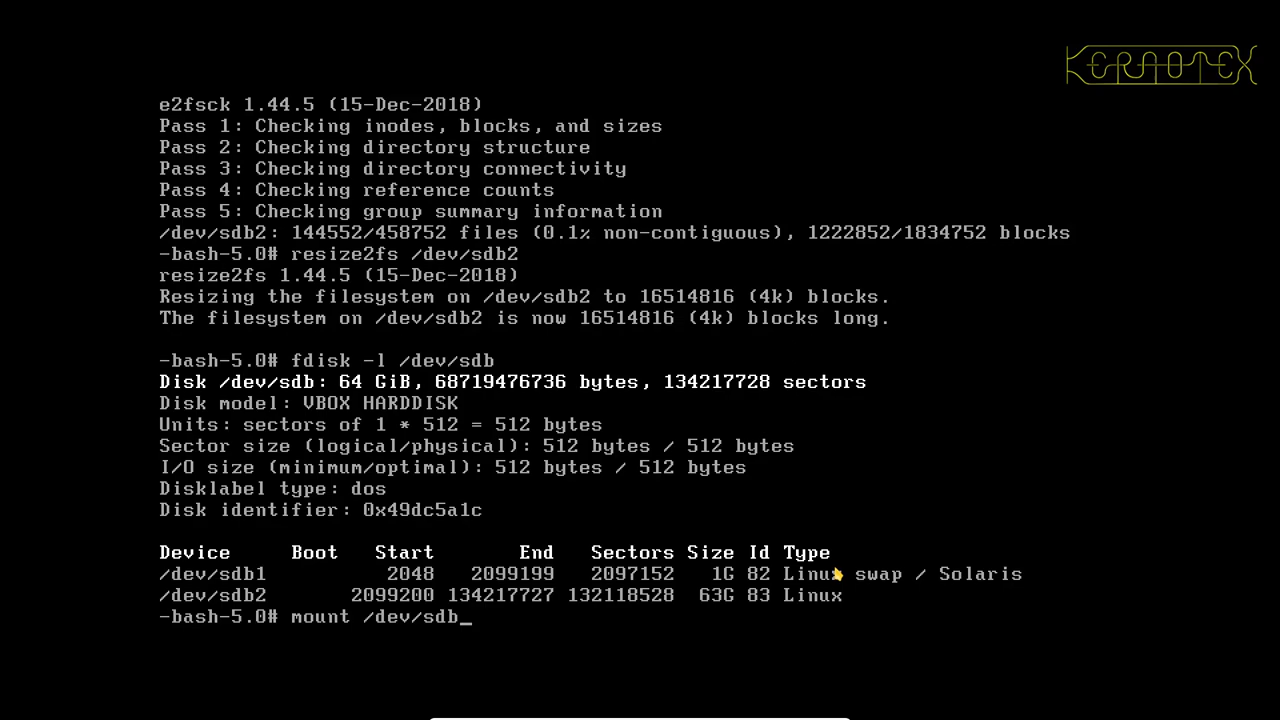 KERNOTEX
e2fsck 1.44.5 (15-Dec-2018)
Pass 1: Checking inodes, blocks, and sizes
Pass 2: Checking directory structure
Pass 3: Checking directory connectivity
Pass 4: Checking reference counts
Pass 5: Checking group summary information
/dev/sdb2: 144552/458752 files (0.1% non-contiguous), 1222852/1834752 blocks
-bash-5.0# resize2fs /dev/sdb2
resize2fs 1.44.5 (15-Dec-2018)
Resizing the filesystem on /dev/sdb2 to 16514816 (4k) blocks.
The filesystem on /dev/sdb2 is now 16514816 (4k) blocks long.
-bash-5.0# fdisk -l /dev/sdb
Disk /dev/sdb: 64 GiB, 68719476736 bytes, 134217728 sectors
Disk model: VBOX HARDDISK
Units: sectors of 1 * 512 = 512 bytes
Sector size (logical/physical): 512 bytes / 512 bytes
I/O size (minimum/optimal): 512 bytes / 512 bytes
Disklabel type: dos
Disk identifier: 0x49dc5a1c
Device Boot Start End Sectors Size Id Type
/dev/sdb1 2048 2099199 2097152 1G 82 Linux swap / Solaris
/dev/sdb2 2099200 134217727 132118528 63G 83 Linux
-bash-5.0# mount /dev/sdb_